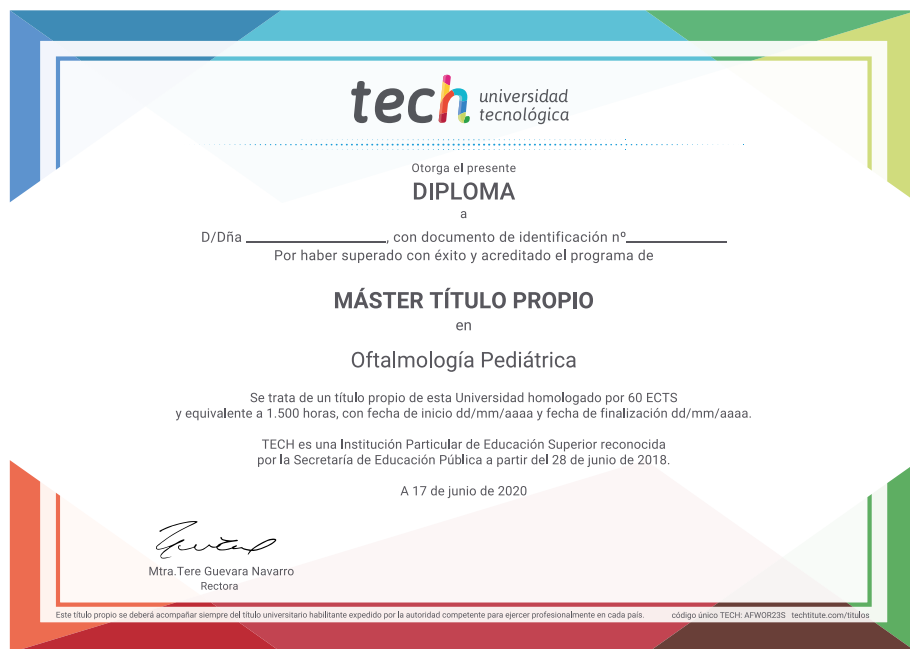 tech universidad
tecnológica
Otorga el presente
DIPLOMA
a
D/Dña ____________, con documento de identificación nº____________
Por haber superado con éxito y acreditado el programa de
MÁSTER TÍTULO PROPIO
en
Oftalmología Pediátrica
Se trata de un título propio de esta Universidad homologado por 60 ECTS
y equivalente a 1.500 horas, con fecha de inicio dd/mm/aaaa y fecha de finalización dd/mm/aaaa.
TECH es una Institución Particular de Educación Superior reconocida
por la Secretaría de Educación Pública a partir del 28 de junio de 2018.
A 17 de junio de 2020
Mtra.Tere Guevara Navarro
Rectora
Este título propio se deberá acompañar siempre del título universitario habilitante expedido por la autoridad competente para ejercer profesionalmente en cada país. código único TECH: AFWOR23S techtitute.com/titulos